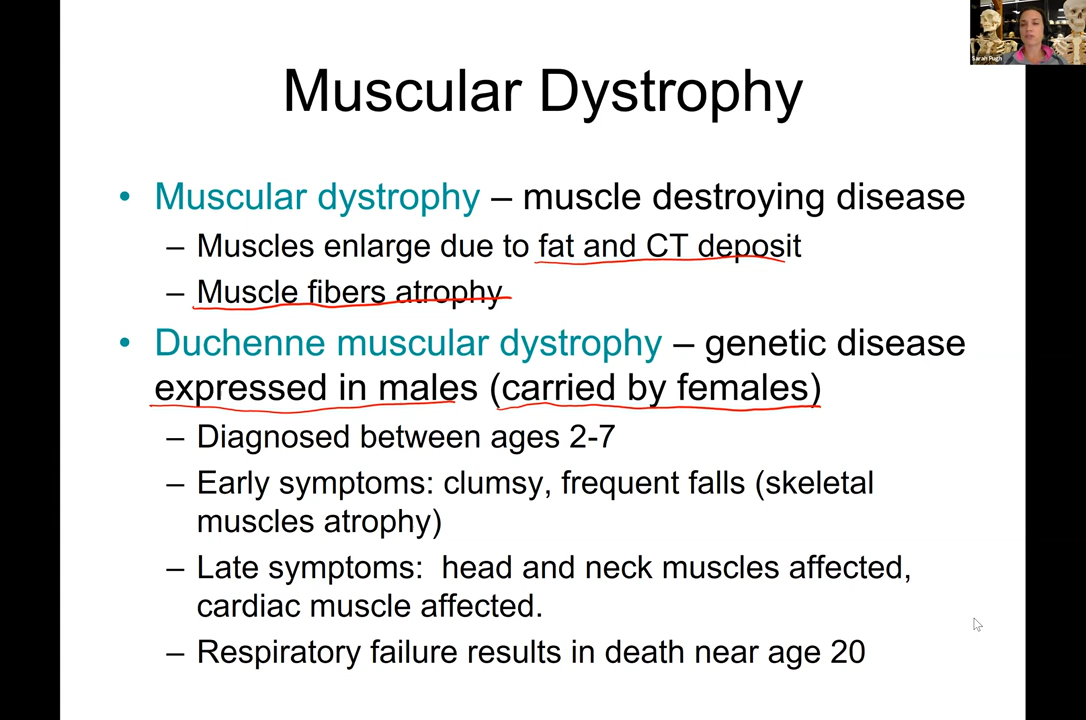 Sarah Pugh
Muscular Dystrophy
• Muscular dystrophy – muscle destroying disease
– Muscles enlarge due to fat and CT deposit
– Muscle fibers atrophy
• Duchenne muscular dystrophy – genetic disease
expressed in males (carried by females)
– Diagnosed between ages 2-7
– Early symptoms: clumsy, frequent falls (skeletal
muscles atrophy)
– Late symptoms:  head and neck muscles affected,
cardiac muscle affected.
– Respiratory failure results in death near age 20